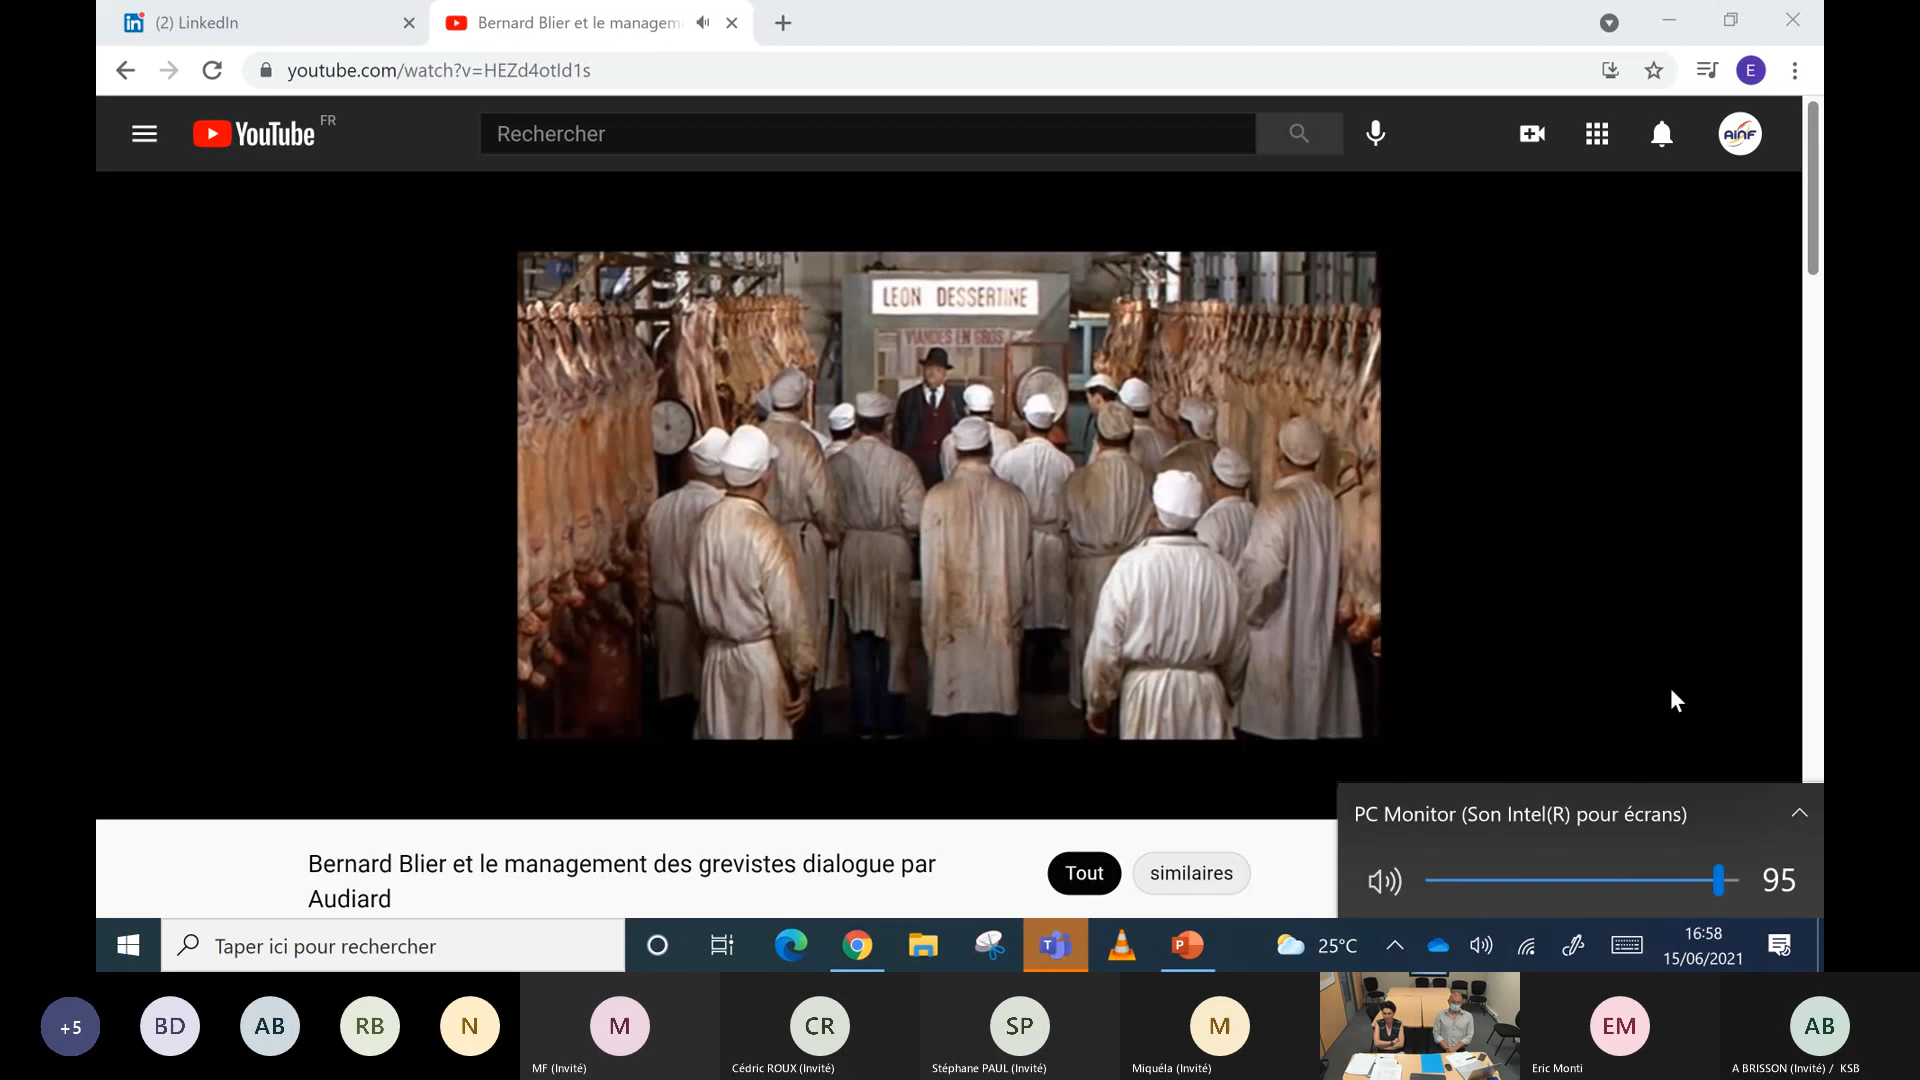 (2) LinkedIn
Bernard Blier et le managem
youtube.com/watch?v=HEZd4otId1s
E
YouTube FR
Rechercher
AINF
LEON DESSERTINE
VIANDES EN GROS
PC Monitor (Son Intel(R) pour écrans)
95
Bernard Blier et le management des grevistes dialogue par
Audiard
Tout
similaires
Taper ici pour rechercher
25°C
16:58
15/06/2021
+5
BD
AB
RB
N
M
CR
SP
M
EM
AB
MF (Invité)
Cédric ROUX (Invité)
Stéphane PAUL (Invité)
Miquéla (Invité)
Eric Monti
A BRISSON (Invité) / KSB